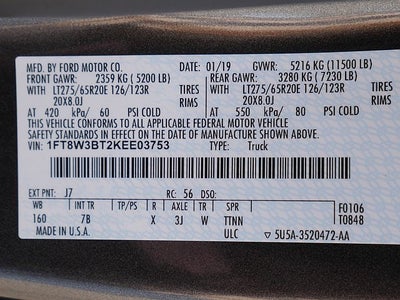 MFD. BY FORD MOTOR CO. 01/19 GVWR: 5216 KG (11500 LB)
FRONT GAWR: 2359 KG (5200 LB) REAR GAWR: 3280 KG (7230 LB)
WITH LT275/65R20E 126/123R TIRES WITH LT275/65R20E 126/123R TIRES
20X8.0J RIMS 20X8.0J RIMS
AT 420 kPa/ 60 PSI COLD AT 550 kPa/ 80 PSI COLD
THIS VEHICLE CONFORMS TO ALL APPLICABLE FEDERAL MOTOR VEHICLE
SAFETY STANDARDS IN EFFECT ON THE DATE OF MANUFACTURE SHOWN ABOVE.
VIN: 1FT8W3BT2KEE03753 TYPE: Truck
EXT PNT: J7 RC: 56 DSO: F0106
WB INT TR TP/PS R AXLE TR SPR T0848
160 7B X 3J W TTNN
MADE IN U.S.A. ULC ▽ 5U5A-3520472-AA